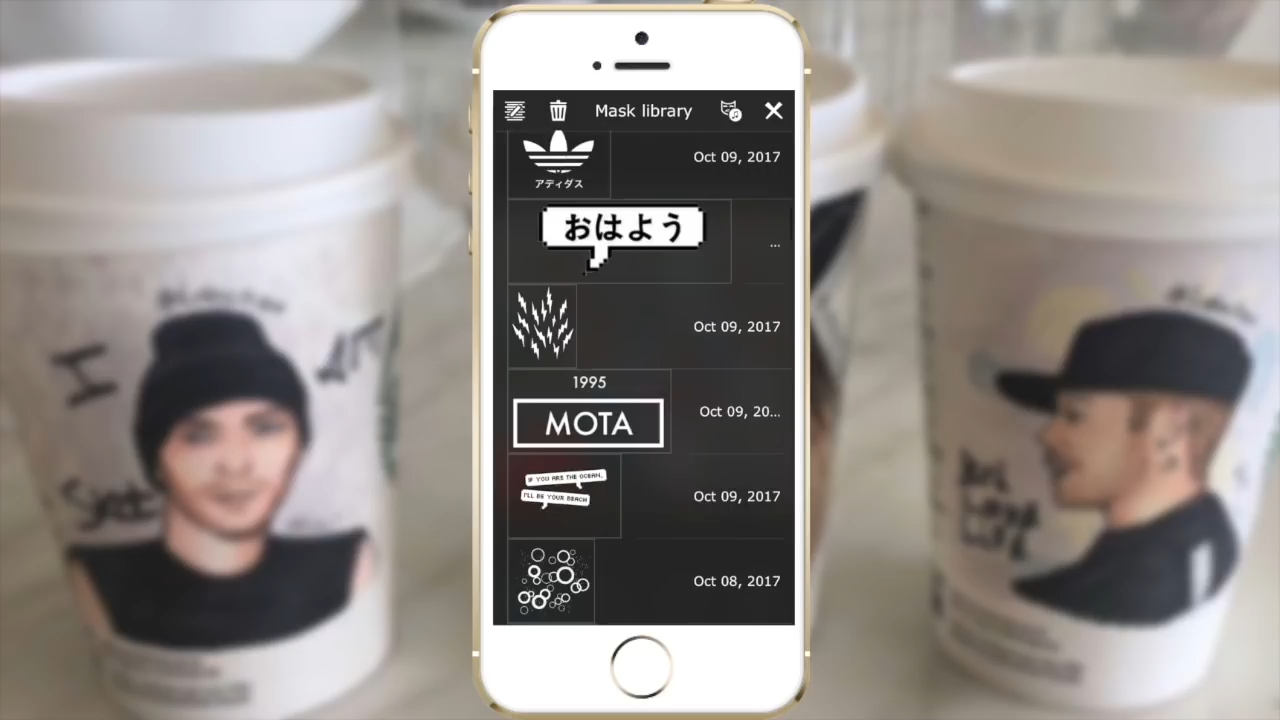 Mask library
アディダス
Oct 09, 2017
おはよう
...
Oct 09, 2017
1995
MOTA
Oct 09, 20...
IF YOU ARE THE OCEAN,
I'LL BE YOUR BEACH
Oct 09, 2017
Oct 08, 2017
I